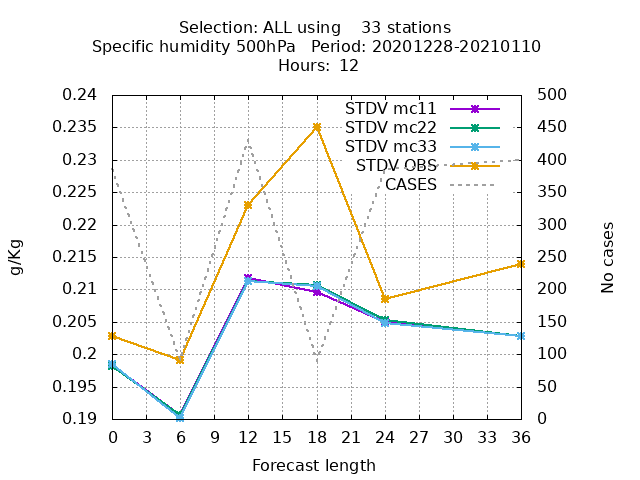 Selection: ALL using    33 stations
Specific humidity 500hPa   Period: 20201228-20210110
Hours:  12
g/Kg
0.24
0.235
0.23
0.225
0.22
0.215
0.21
0.205
0.2
0.195
0.19
STDV mc11
STDV mc22
STDV mc33
STDV OBS
CASES
500
450
400
350
300
250
200
150
100
50
0
No cases
0 3 6 9 12 15 18 21 24 27 30 33 36
Forecast length